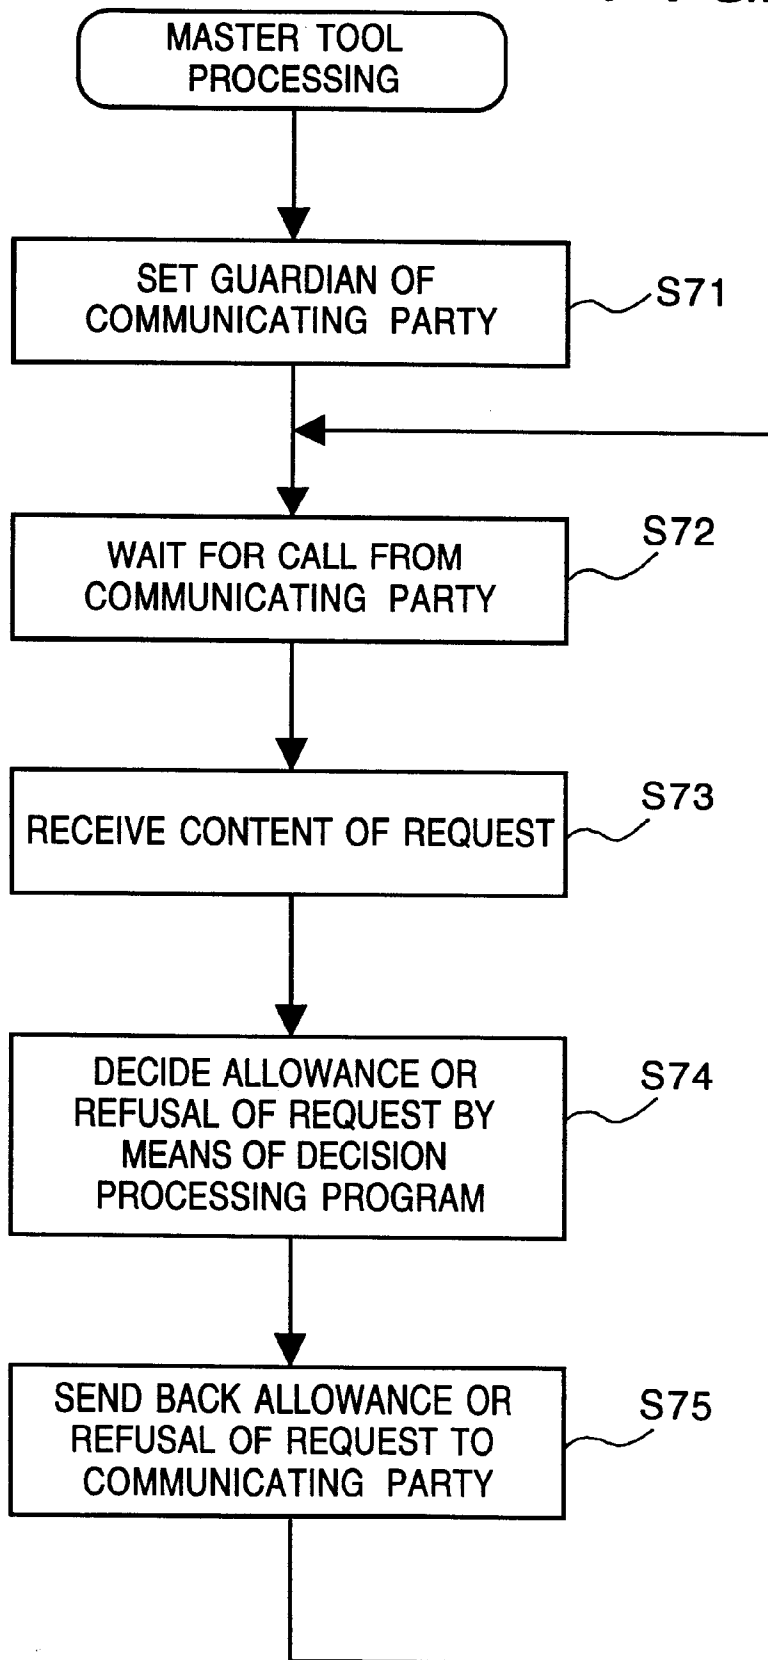 MASTER TOOL
PROCESSING
SET GUARDIAN OF
COMMUNICATING PARTY
S71
WAIT FOR CALL FROM
COMMUNICATING PARTY
S72
RECEIVE CONTENT OF REQUEST
S73
DECIDE ALLOWANCE OR
REFUSAL OF REQUEST BY
MEANS OF DECISION
PROCESSING PROGRAM
S74
SEND BACK ALLOWANCE OR
REFUSAL OF REQUEST TO
COMMUNICATING PARTY
S75